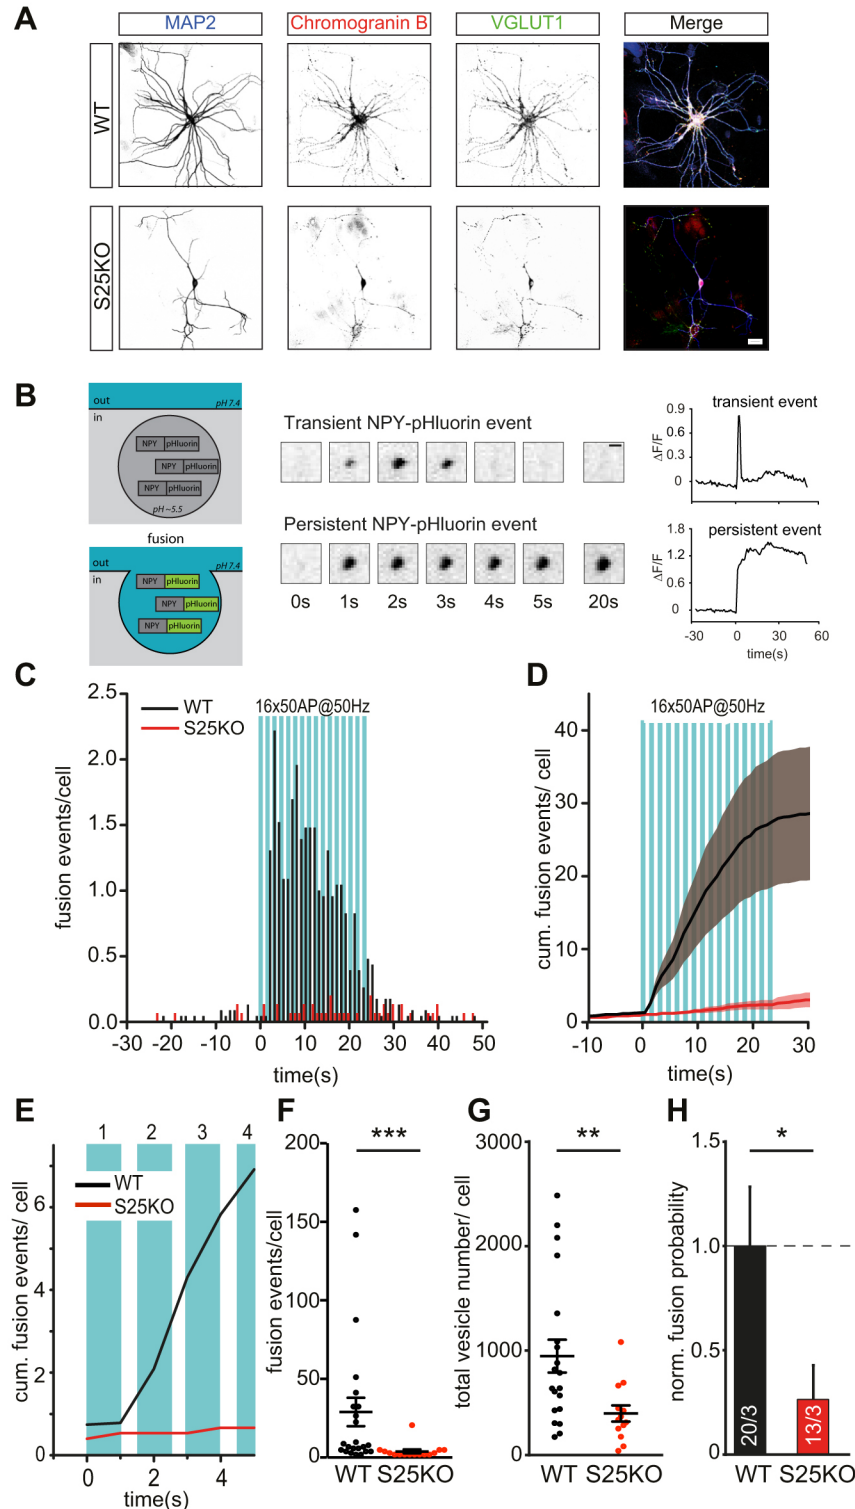 A
MAP2
Chromogranin B
VGLUT1
Merge
WT
S25KO
B
out
pH 7.4
in
NPY pHluorin
NPY pHluorin
NPY pHluorin
pH ~5.5
fusion
out
pH 7.4
in
NPY pHluorin
NPY pHluorin
NPY pHluorin
Transient NPY-pHluorin event
Persistent NPY-pHluorin event
0s 1s 2s 3s 4s 5s 20s
transient event
0.9
0.3
0
ΔF/F
persistent event
1.8
1.2
0.6
0
ΔF/F
-30 0 30 60
time(s)
C
WT
S25KO
16x50AP@50Hz
2.5
2.0
1.5
1.0
0.5
0.0
fusion events/cell
-30 -20 -10 0 10 20 30 40 50
time(s)
D
16x50AP@50Hz
40
30
20
10
0
cum. fusion events/ cell
-10 0 10 20 30
time(s)
E
1 2 3 4
WT
S25KO
6
4
2
0
cum. fusion events/ cell
0 2 4
time(s)
F
***
200
150
100
50
0
fusion events/cell
WT S25KO
G
**
3000
2000
1000
0
total vesicle number/ cell
WT S25KO
H
*
1.5
1.0
0.5
0.0
norm. fusion probability
20/3
13/3
WT S25KO